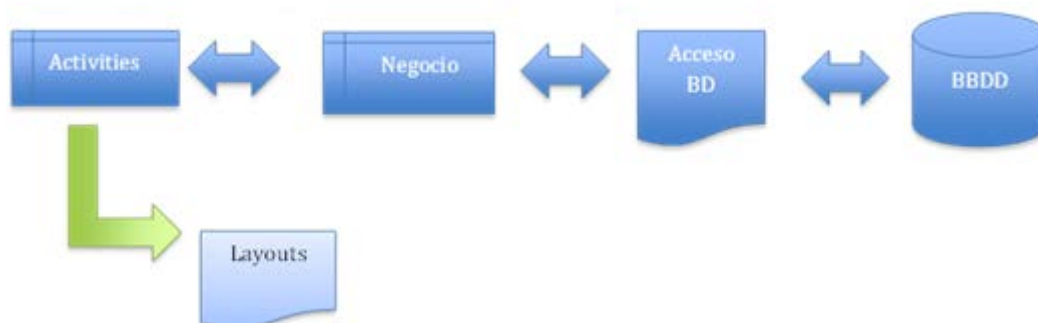 Activities
Negocio
Acceso
BD
BBDD
Layouts